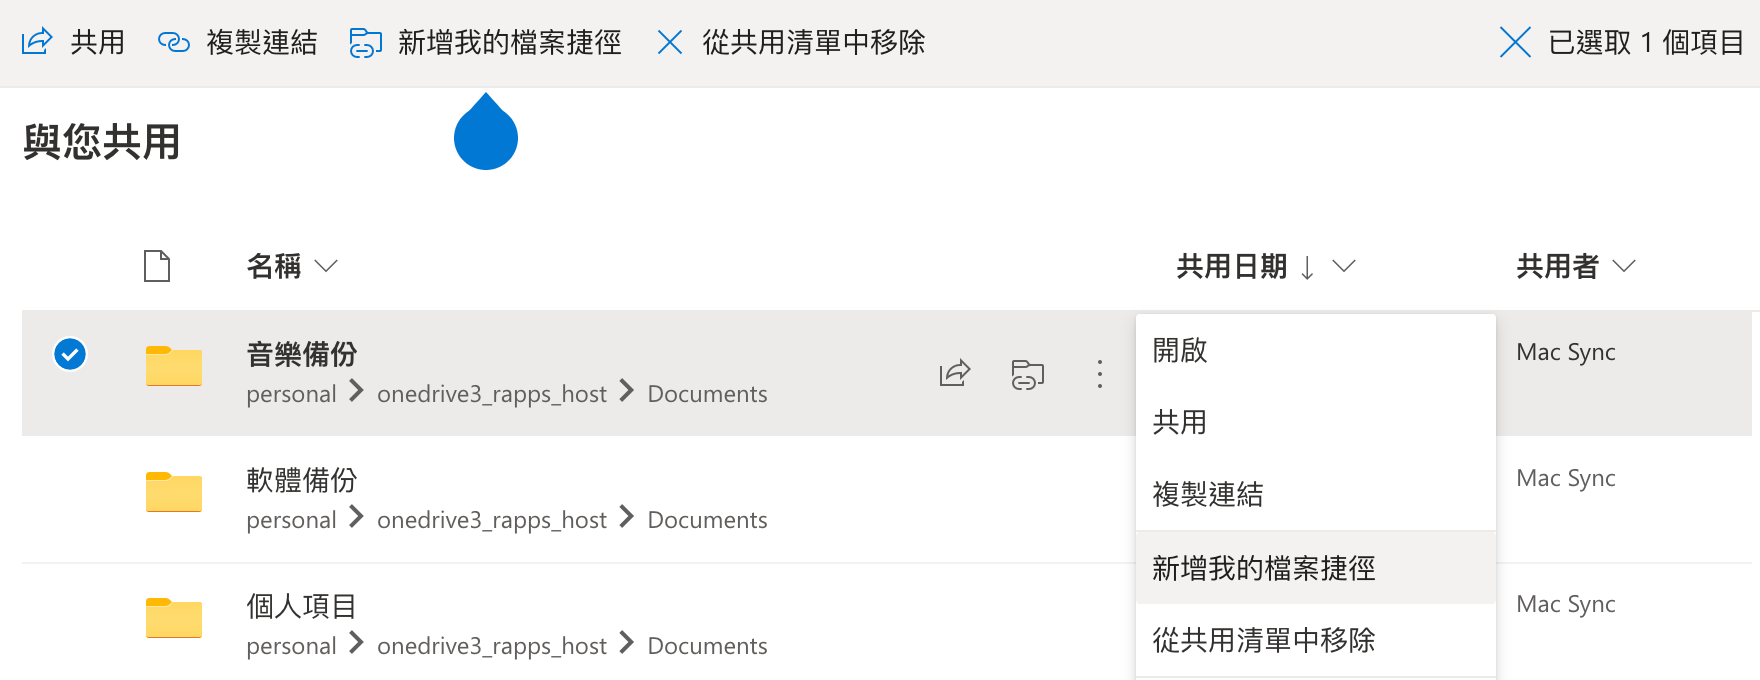 共用 複製連結 新增我的檔案捷徑 從共用清單中移除 已選取 1 個項目
與您共用
名稱 共用日期 共用者
音樂備份
personal > onedrive3_rapps_host > Documents
Mac Sync
軟體備份
personal > onedrive3_rapps_host > Documents
Mac Sync
個人項目
personal > onedrive3_rapps_host > Documents
Mac Sync
開啟
共用
複製連結
新增我的檔案捷徑
從共用清單中移除